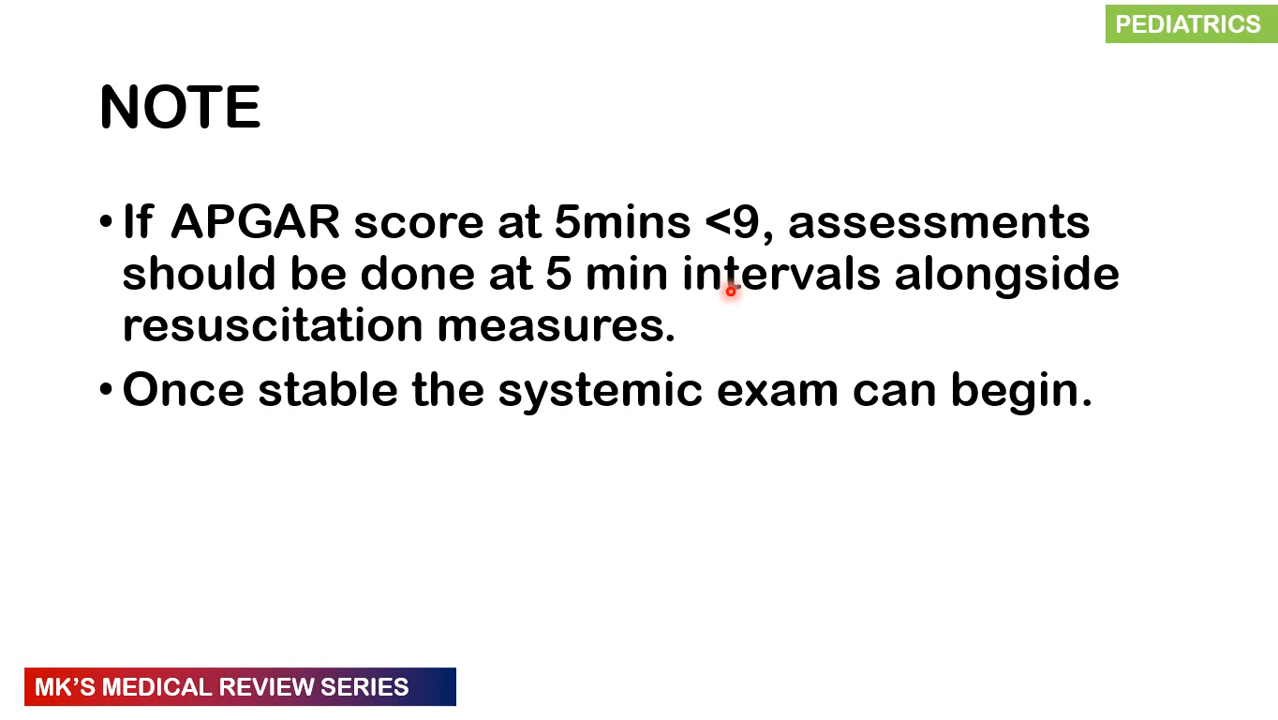 PEDIATRICS
NOTE
• If APGAR score at 5mins <9, assessments
should be done at 5 min intervals alongside
resuscitation measures.
• Once stable the systemic exam can begin.
MK'S MEDICAL REVIEW SERIES